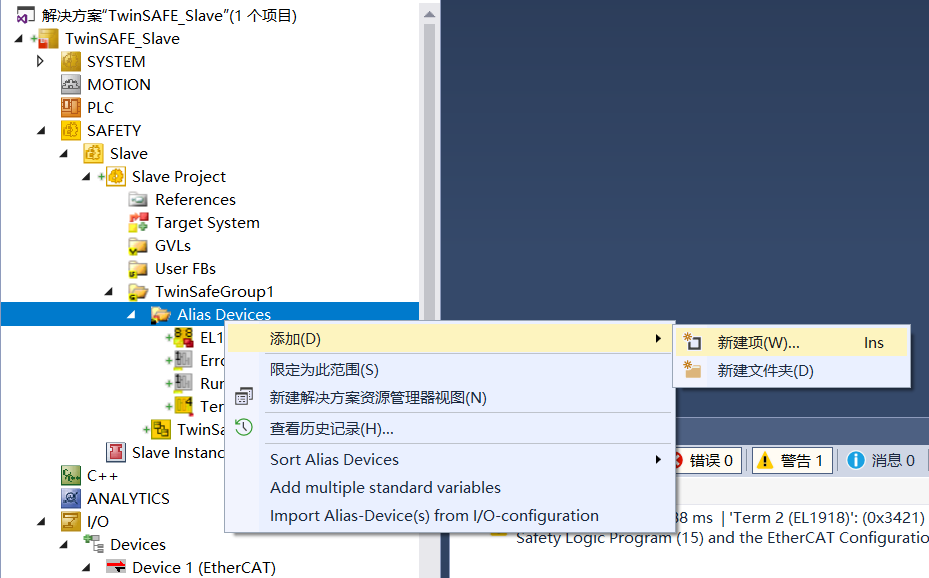 解决方案"TwinSAFE_Slave"(1 个项目)
TwinSAFE_Slave
SYSTEM
MOTION
PLC
SAFETY
Slave
Slave Project
References
Target System
GVLs
User FBs
TwinSafeGroup1
Alias Devices
EL1
Erro
Run
Ter
TwinSa
Slave Instanc
C++
ANALYTICS
I/O
Devices
Device 1 (EtherCAT)
添加(D)
限定为此范围(S)
新建解决方案资源管理器视图(N)
查看历史记录(H)...
Sort Alias Devices
Add multiple standard variables
Import Alias-Device(s) from I/O-configuration
新建项(W)... Ins
新建文件夹(D)
错误 0 警告 1 消息 0
38 ms | 'Term 2 (EL1918)': (0x3421)
Safety Logic Program (15) and the EtherCAT Configuratio